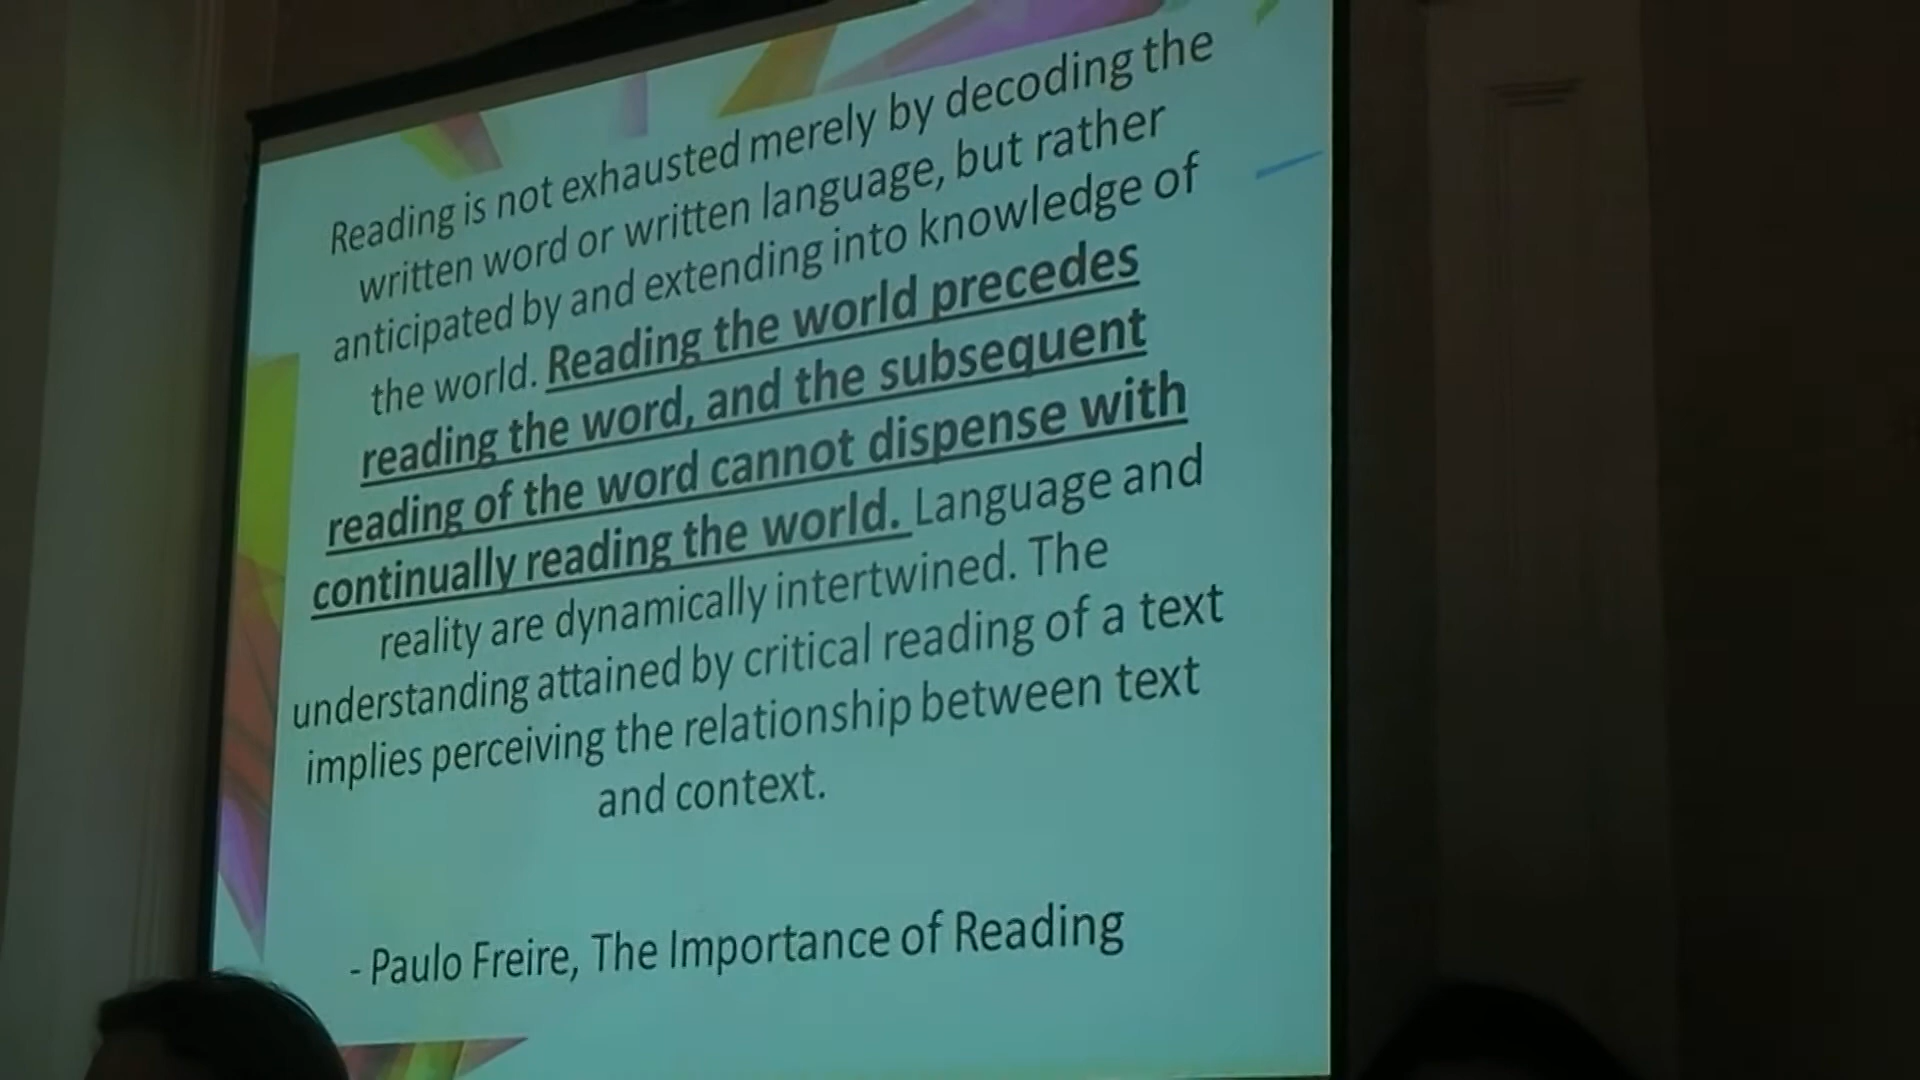 Reading is not exhausted merely by decoding the
written word or written language, but rather
anticipated by and extending into knowledge of
the world. Reading the world precedes
reading the word, and the subsequent
reading of the word cannot dispense with
continually reading the world. Language and
reality are dynamically intertwined. The
understanding attained by critical reading of a text
implies perceiving the relationship between text
and context.
- Paulo Freire, The Importance of Reading